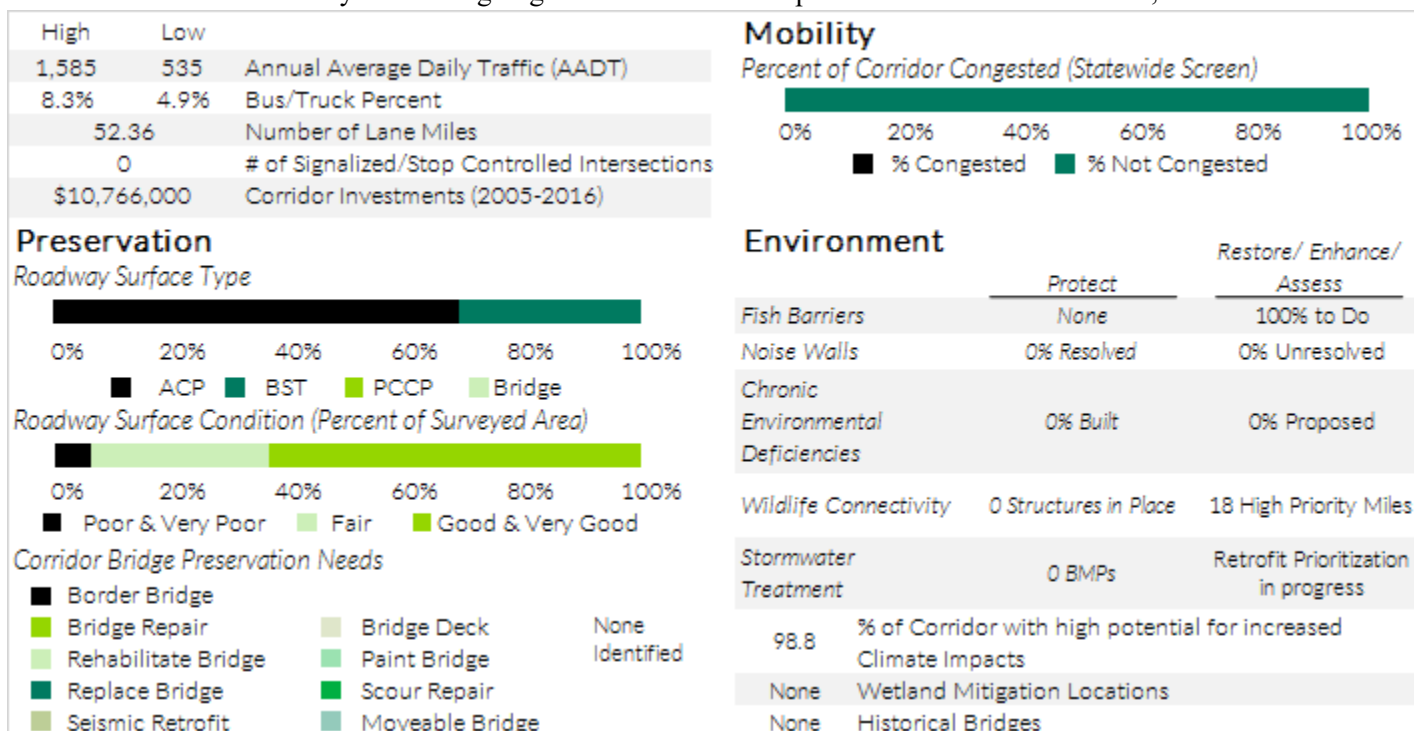 High Low
1,585 535 Annual Average Daily Traffic (AADT)
8.3% 4.9% Bus/Truck Percent
52.36 Number of Lane Miles
0 # of Signalized/Stop Controlled Intersections
$10,766,000 Corridor Investments (2005-2016)
Preservation
Roadway Surface Type
0% 20% 40% 60% 80% 100%
ACP BST PCCP Bridge
Roadway Surface Condition (Percent of Surveyed Area)
0% 20% 40% 60% 80% 100%
Poor & Very Poor Fair Good & Very Good
Corridor Bridge Preservation Needs
Border Bridge
Bridge Repair Bridge Deck None
Rehabilitate Bridge Paint Bridge Identified
Replace Bridge Scour Repair
Seismic Retrofit Moveable Bridge
Mobility
Percent of Corridor Congested (Statewide Screen)
0% 20% 40% 60% 80% 100%
% Congested % Not Congested
Environment
Restore/ Enhance/
Protect Assess
Fish Barriers None 100% to Do
Noise Walls 0% Resolved 0% Unresolved
Chronic
Environmental 0% Built 0% Proposed
Deficiencies
Wildlife Connectivity 0 Structures in Place 18 High Priority Miles
Stormwater Retrofit Prioritization
Treatment 0 BMPs in progress
98.8 % of Corridor with high potential for increased
Climate Impacts
None Wetland Mitigation Locations
None Historical Bridges